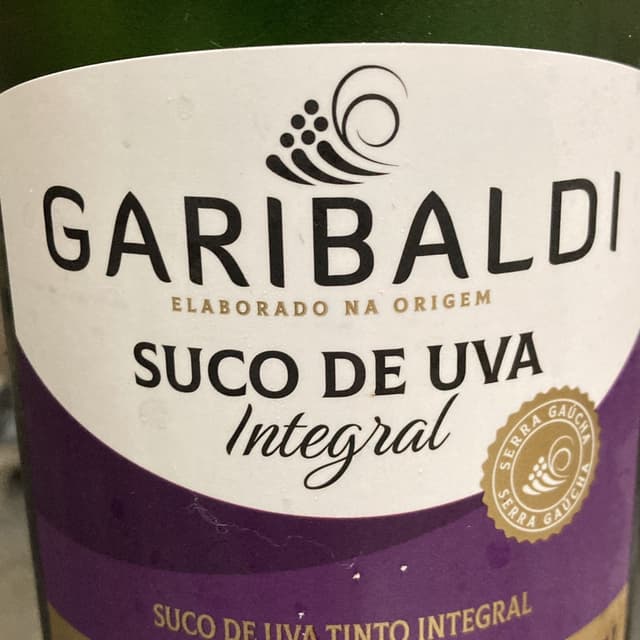 GARIBALDI
ELABORADO NA ORIGEM
SUCO DE UVA
Integral
SERRA GAÚCHA
SERRA GAÚCHA
SUCO DE UVA TINTO INTEGRAL